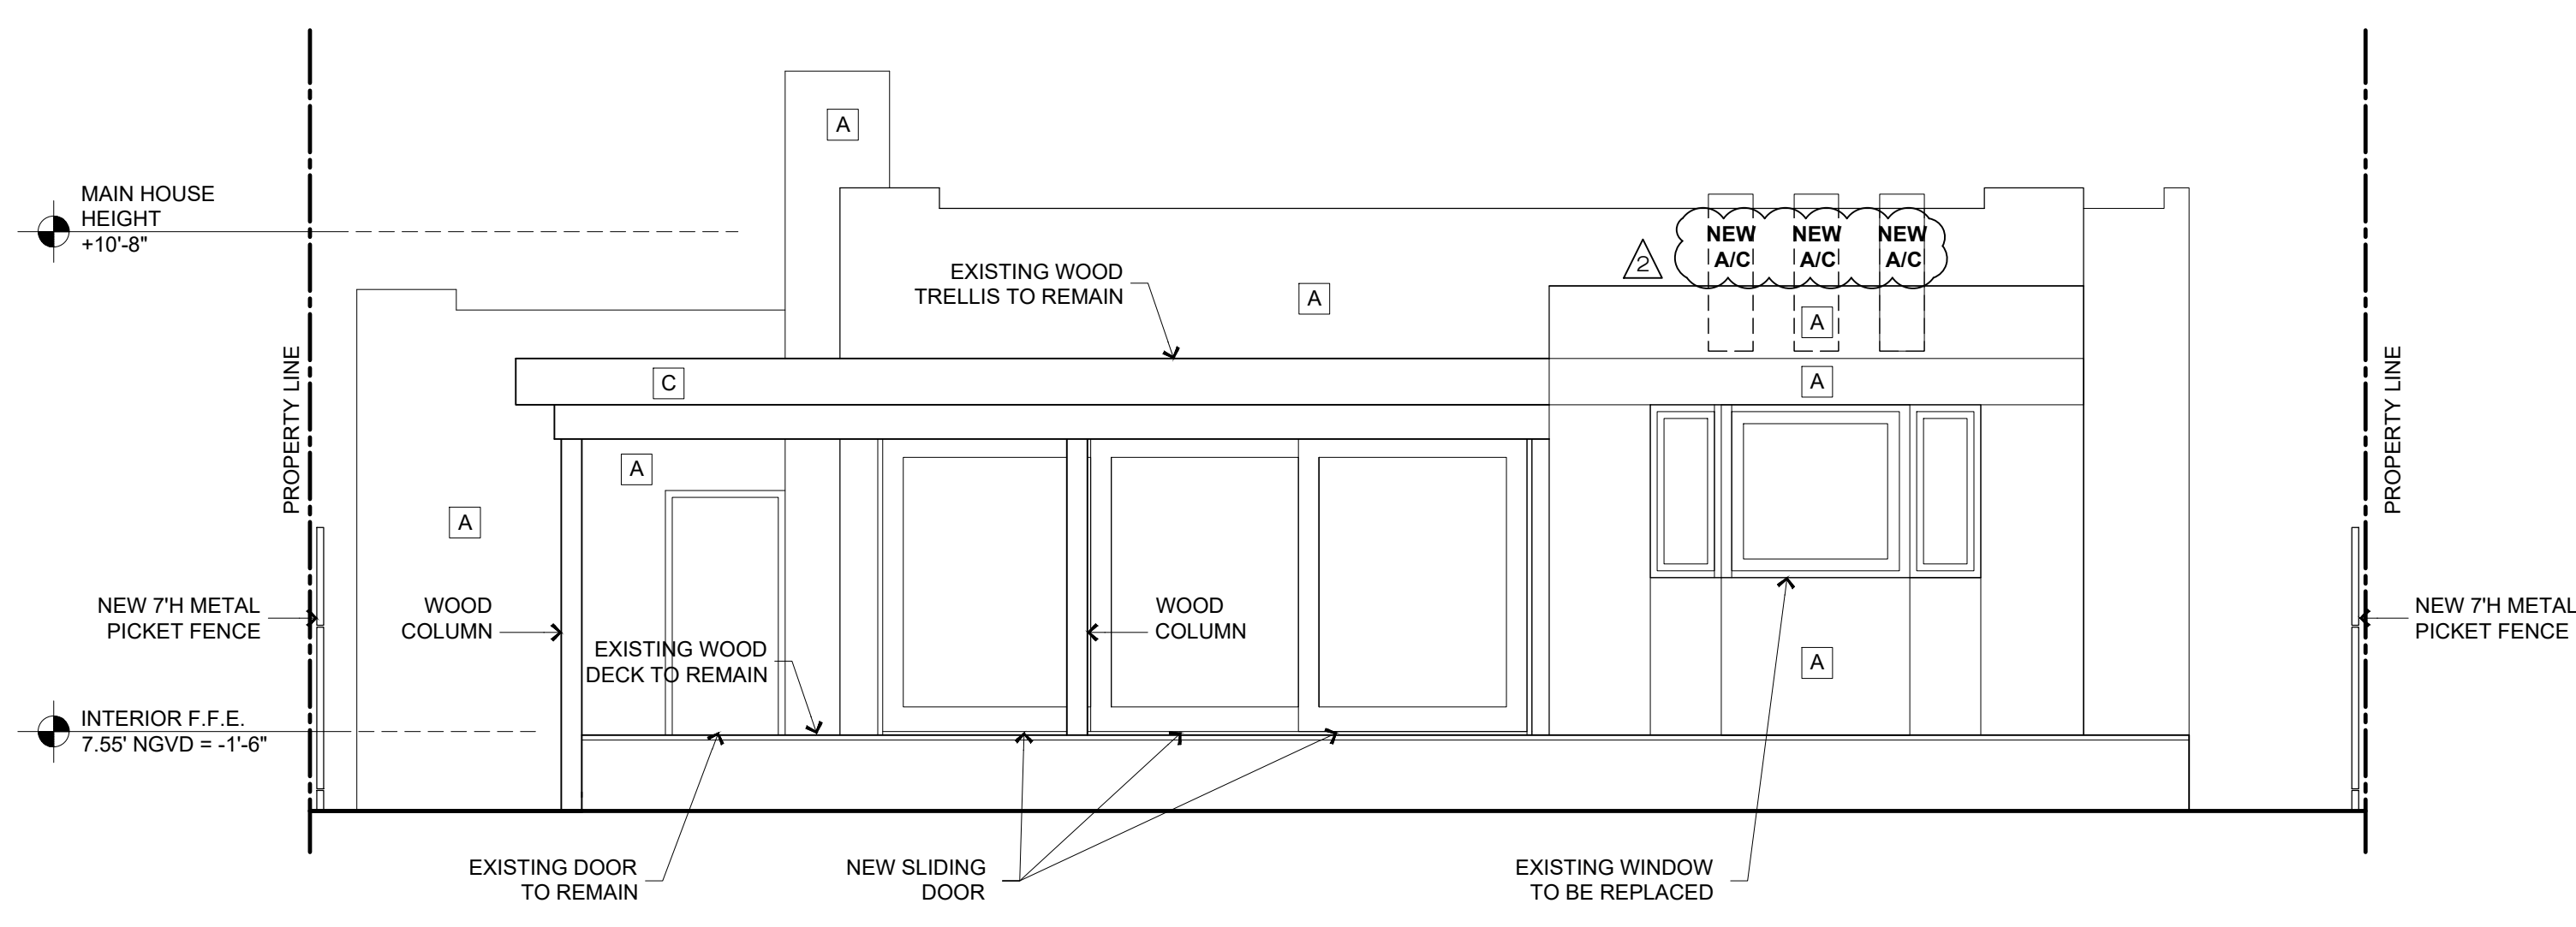 A
MAIN HOUSE
HEIGHT
+10'-8"
NEW
A/C
NEW
A/C
NEW
A/C
2
EXISTING WOOD
TRELLIS TO REMAIN
A
A
C
A
PROPERTY LINE
PROPERTY LINE
A
A
NEW 7'H METAL
PICKET FENCE
WOOD
COLUMN
WOOD
COLUMN
NEW 7'H METAL
PICKET FENCE
EXISTING WOOD
DECK TO REMAIN
A
INTERIOR F.F.E.
7.55' NGVD = -1'-6"
EXISTING DOOR
TO REMAIN
NEW SLIDING
DOOR
EXISTING WINDOW
TO BE REPLACED